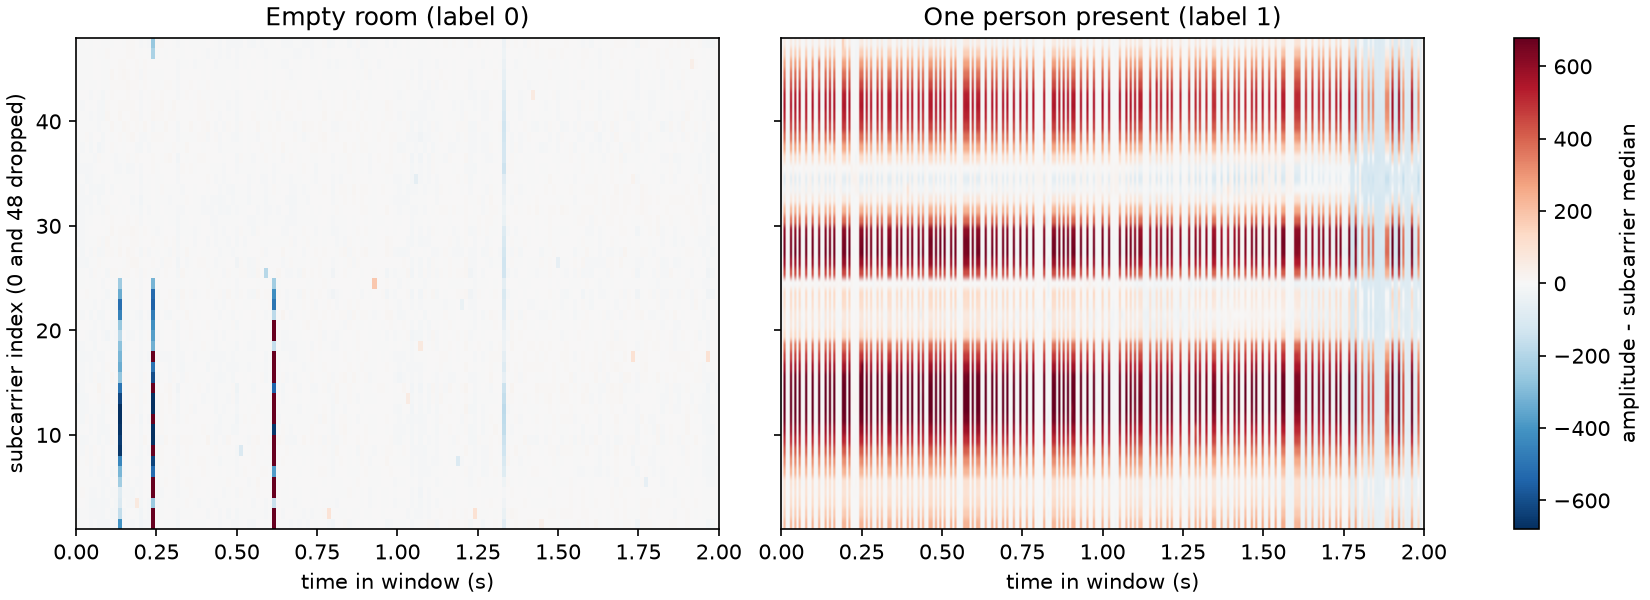 Empty room (label 0)
One person present (label 1)
subcarrier index (0 and 48 dropped)
40
30
20
10
0.00 0.25 0.50 0.75 1.00 1.25 1.50 1.75 2.00
time in window (s)
0.00 0.25 0.50 0.75 1.00 1.25 1.50 1.75 2.00
time in window (s)
600
400
200
0
−200
−400
−600
amplitude - subcarrier median